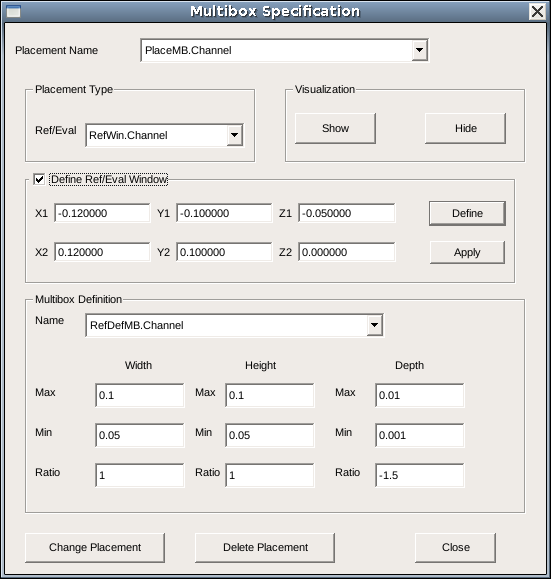 Multibox Specification
Placement Name PlaceMB.Channel
Placement Type Visualization
Ref/Eval RefWin.Channel Show Hide
Define Ref/Eval Window
X1 -0.120000 Y1 -0.100000 Z1 -0.050000 Define
X2 0.120000 Y2 0.100000 Z2 0.000000 Apply
Multibox Definition
Name RefDefMB.Channel
Width Height Depth
Max 0.1 Max 0.1 Max 0.01
Min 0.05 Min 0.05 Min 0.001
Ratio 1 Ratio 1 Ratio -1.5
Change Placement Delete Placement Close